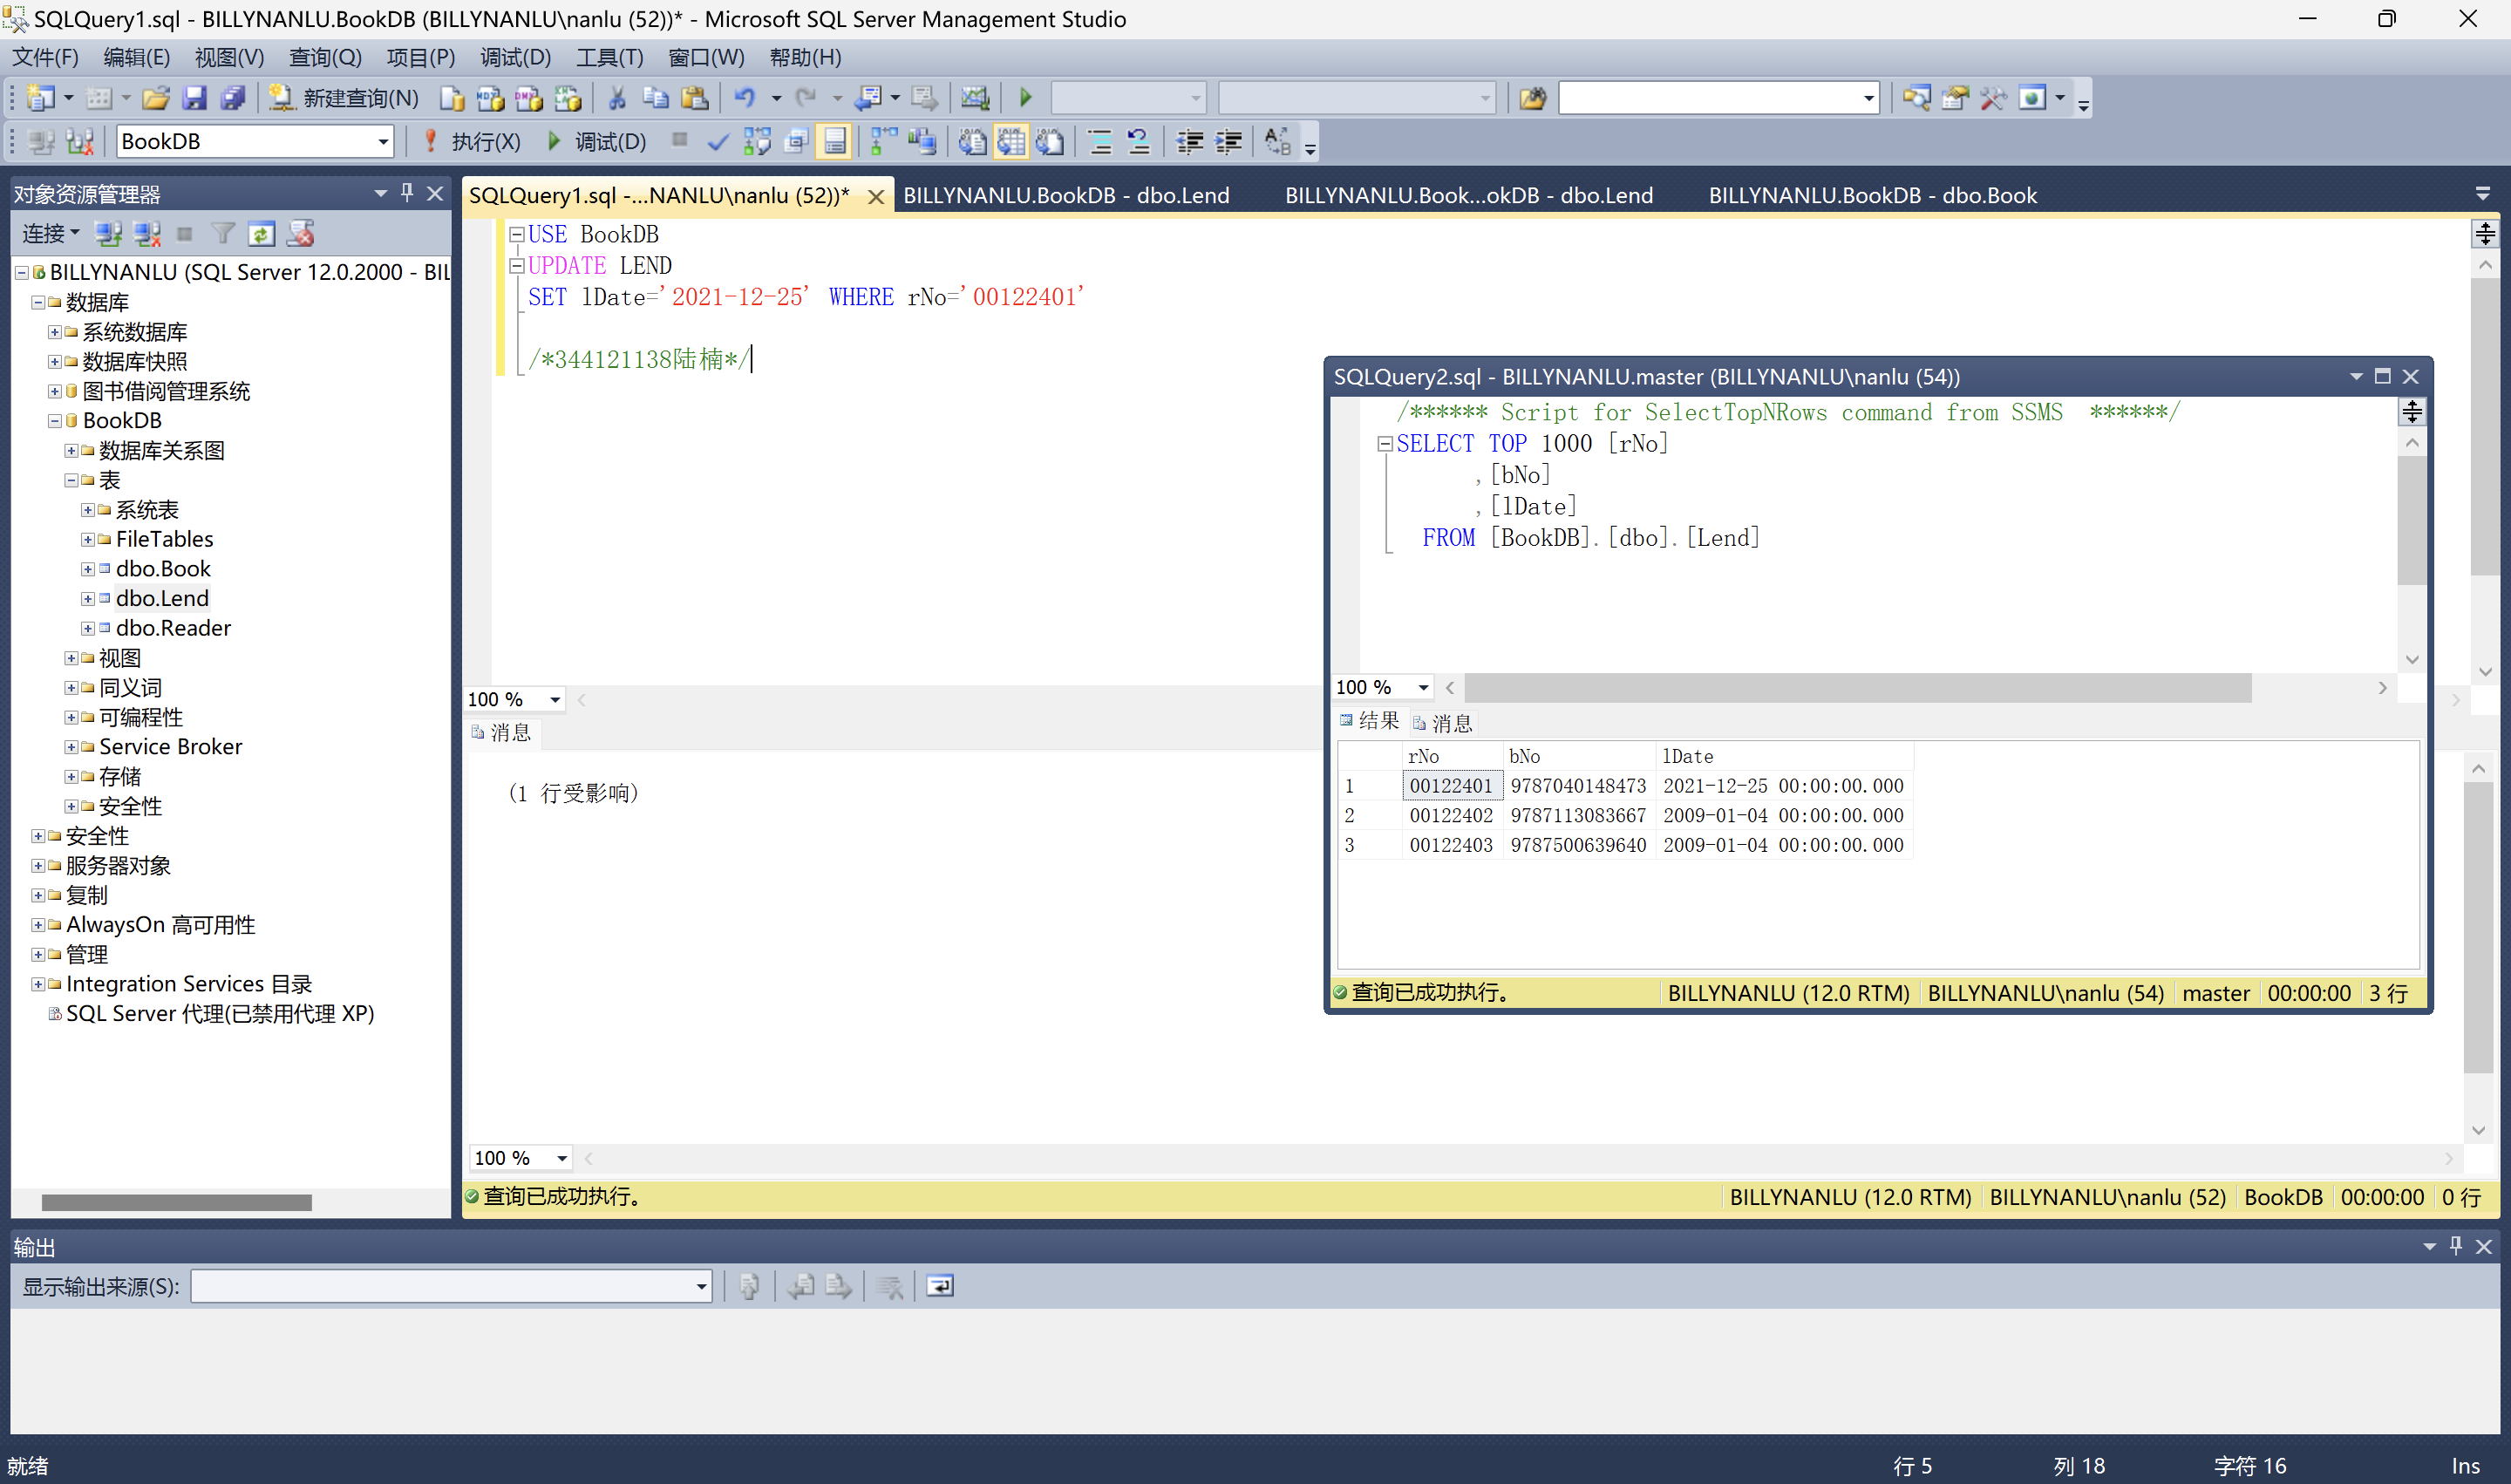 SQLQuery1.sql - BILLYNANLU.BookDB (BILLYNANLU\nanlu (52))* - Microsoft SQL Server Management Studio
文件(F) 编辑(E) 视图(V) 查询(Q) 项目(P) 调试(D) 工具(T) 窗口(W) 帮助(H)
新建查询(N)
BookDB 执行(X) 调试(D)
对象资源管理器
连接
BILLYNANLU (SQL Server 12.0.2000 - BIL
数据库
系统数据库
数据库快照
图书借阅管理系统
BookDB
数据库关系图
表
系统表
FileTables
dbo.Book
dbo.Lend
dbo.Reader
视图
同义词
可编程性
Service Broker
存储
安全性
安全性
服务器对象
复制
AlwaysOn 高可用性
管理
Integration Services 目录
SQL Server 代理(已禁用代理 XP)
SQLQuery1.sql -...NANLU\nanlu (52))* BILLYNANLU.BookDB - dbo.Lend BILLYNANLU.Book...okDB - dbo.Lend BILLYNANLU.BookDB - dbo.Book
USE BookDB
UPDATE LEND
SET lDate='2021-12-25' WHERE rNo='00122401'
/*344121138陆楠*/
100 %
消息
(1 行受影响)
100 %
查询已成功执行。 BILLYNANLU (12.0 RTM) BILLYNANLU\nanlu (52) BookDB 00:00:00 0 行
SQLQuery2.sql - BILLYNANLU.master (BILLYNANLU\nanlu (54))
/****** Script for SelectTopNRows command from SSMS ******/
SELECT TOP 1000 [rNo]
,[bNo]
,[lDate]
FROM [BookDB].[dbo].[Lend]
100 %
结果 消息
rNo bNo lDate
1 00122401 9787040148473 2021-12-25 00:00:00.000
2 00122402 9787113083667 2009-01-04 00:00:00.000
3 00122403 9787500639640 2009-01-04 00:00:00.000
查询已成功执行。 BILLYNANLU (12.0 RTM) BILLYNANLU\nanlu (54) master 00:00:00 3 行
输出
显示输出来源(S):
就绪 行 5 列 18 字符 16 Ins